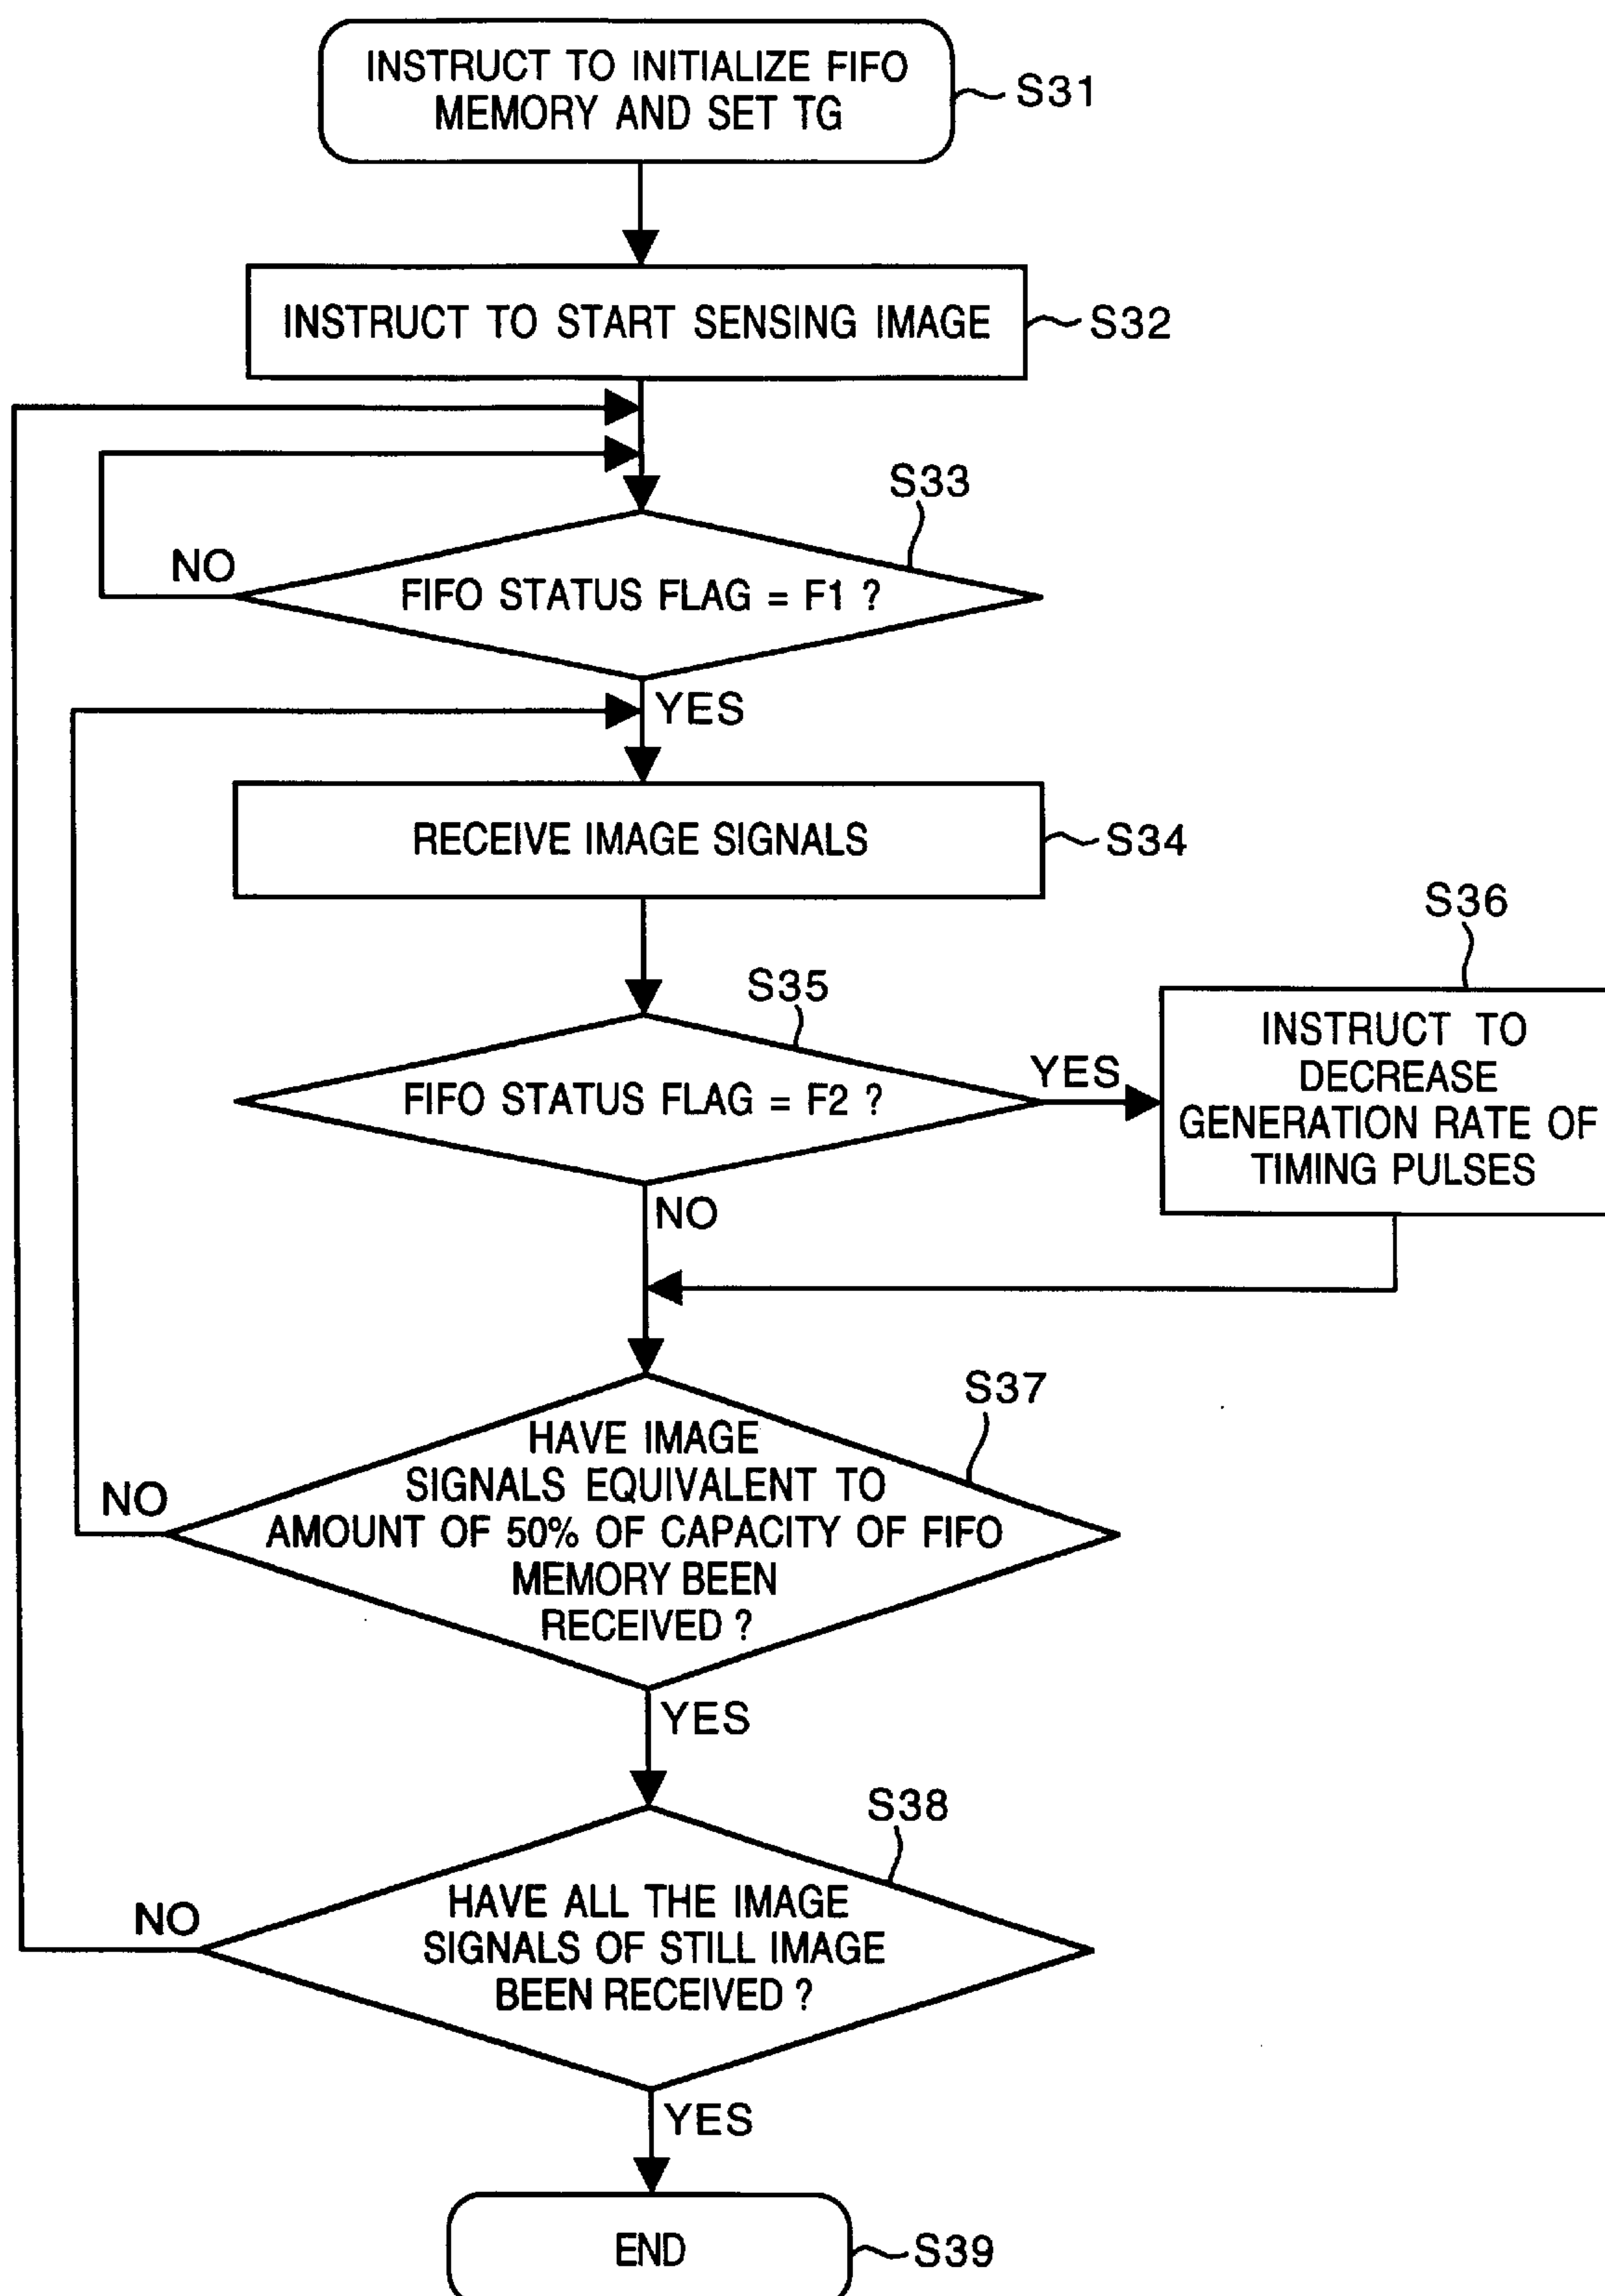 INSTRUCT TO INITIALIZE FIFO
MEMORY AND SET TG
S31
INSTRUCT TO START SENSING IMAGE
S32
S33
NO
FIFO STATUS FLAG = F1 ?
YES
RECEIVE IMAGE SIGNALS
S34
S36
S35
INSTRUCT TO
DECREASE
GENERATION RATE OF
TIMING PULSES
YES
FIFO STATUS FLAG = F2 ?
NO
S37
HAVE IMAGE
SIGNALS EQUIVALENT TO
AMOUNT OF 50% OF CAPACITY OF FIFO
MEMORY BEEN
RECEIVED ?
NO
YES
S38
HAVE ALL THE IMAGE
SIGNALS OF STILL IMAGE
BEEN RECEIVED ?
NO
YES
END
S39